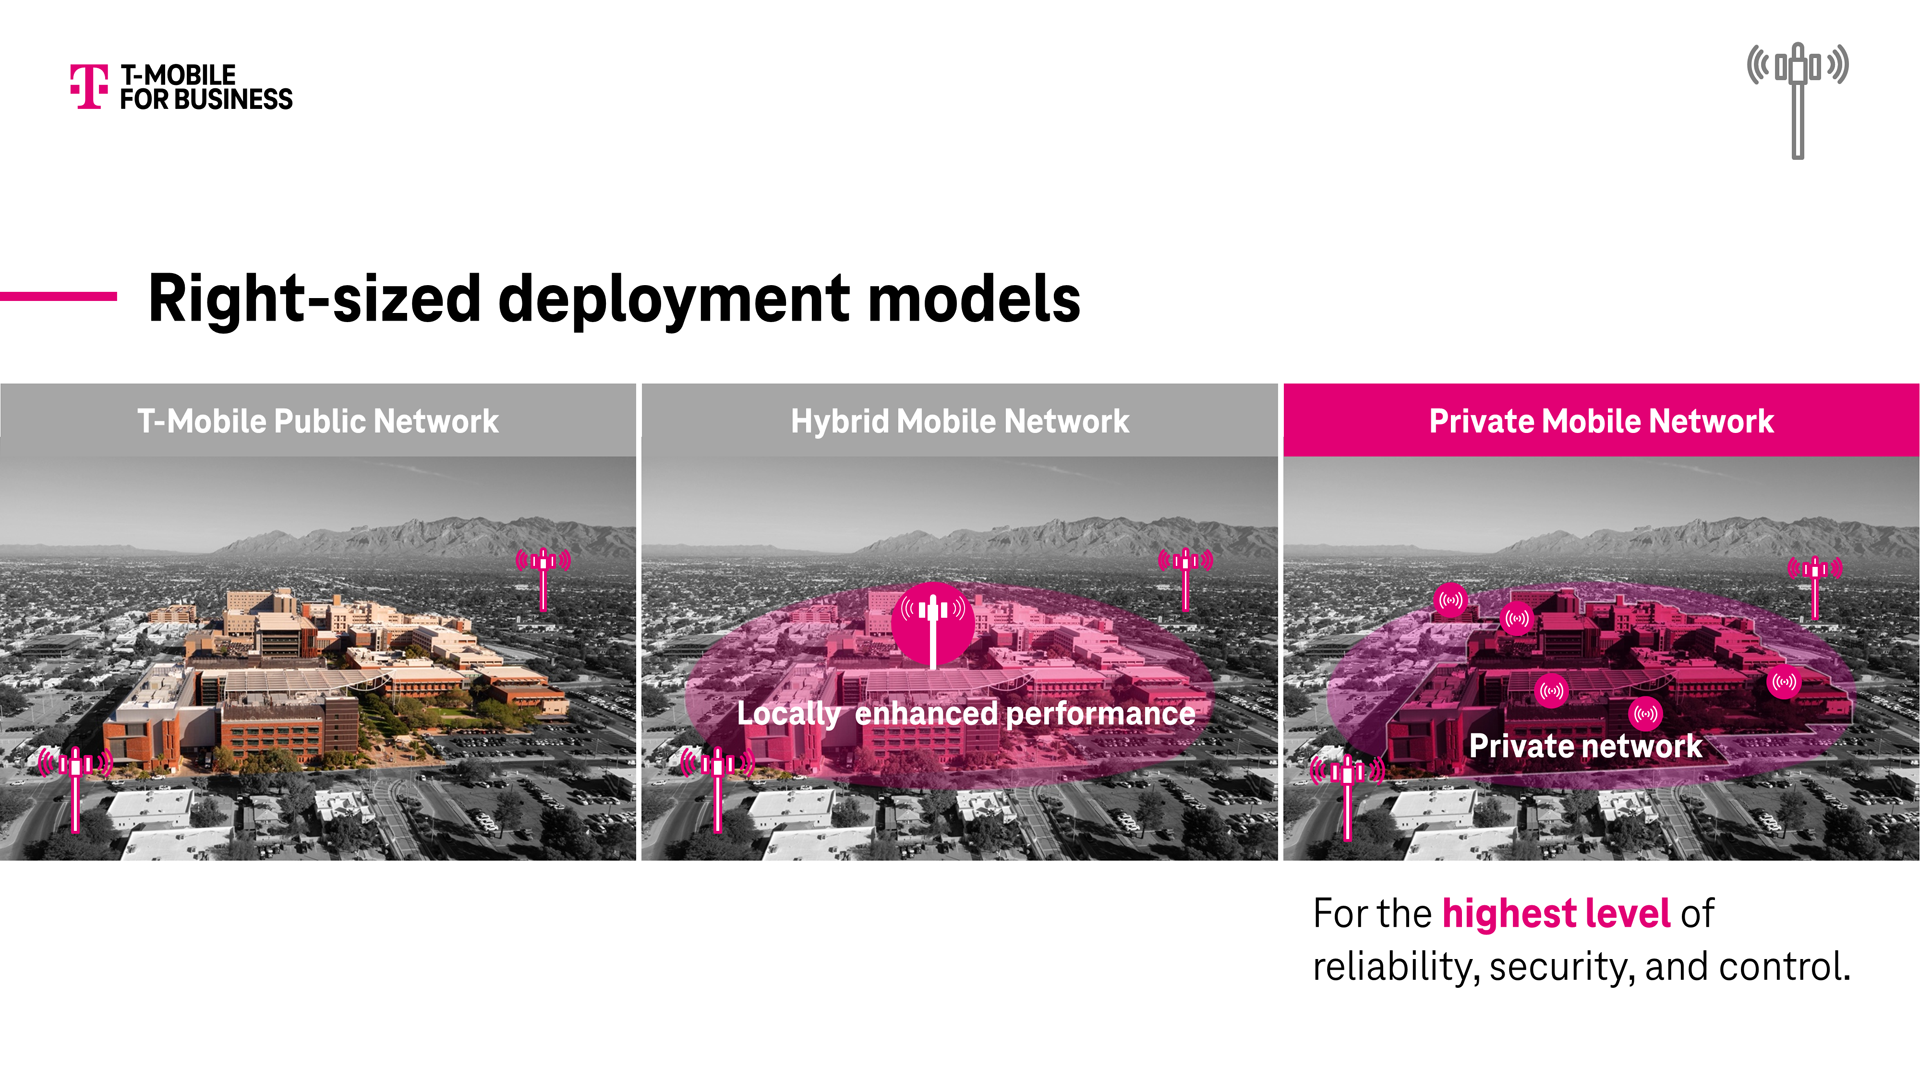 T-MOBILE
FOR BUSINESS
Right-sized deployment models
T-Mobile Public Network
Hybrid Mobile Network
Private Mobile Network
Locally enhanced performance
Private network
For the highest level of
reliability, security, and control.